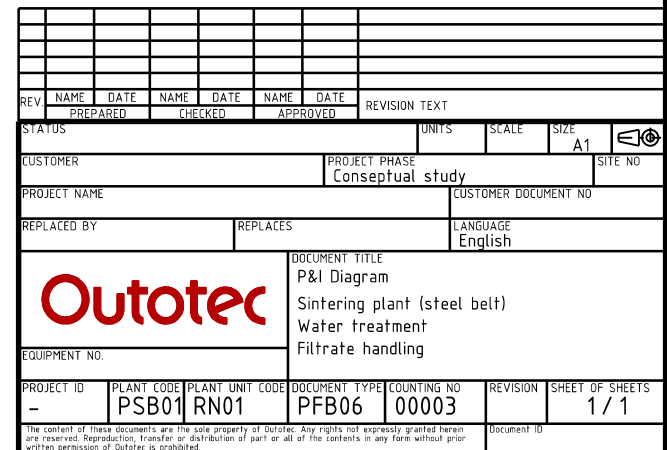 REV. NAME DATE NAME DATE NAME DATE REVISION TEXT
PREPARED CHECKED APPROVED
STATUS UNITS SCALE SIZE
A1
CUSTOMER PROJECT PHASE SITE NO
Conseptual study
PROJECT NAME CUSTOMER DOCUMENT NO
REPLACED BY REPLACES LANGUAGE
English
Outotec
DOCUMENT TITLE
P&I Diagram
Sintering plant (steel belt)
Water treatment
Filtrate handling
EQUIPMENT NO.
PROJECT ID PLANT CODE PLANT UNIT CODE DOCUMENT TYPE COUNTING NO REVISION SHEET OF SHEETS
- PSB01 RN01 PFB06 00003 1/1
The content of these documents are the sole property of Outotec. Any rights not expressly granted herein
are reserved. Reproduction, transfer or distribution of part or all of the contents in any form without prior
written permission of Outotec is prohibited.
Document ID